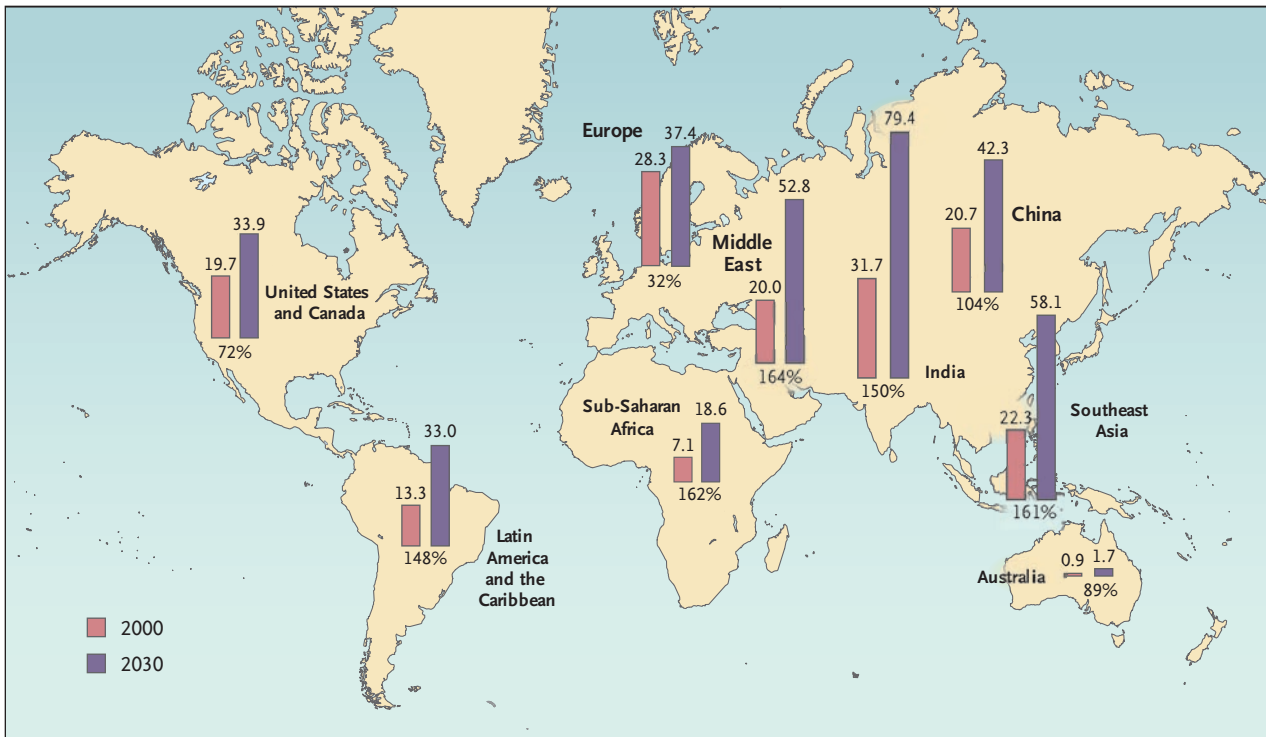 Europe
28.3
37.4
32%
79.4
52.8
Middle
East
20.0
164%
31.7
150%
India
42.3
20.7
China
104%
33.9
19.7
United States
and Canada
72%
58.1
22.3
Southeast
Asia
161%
Sub-Saharan
Africa
7.1
18.6
162%
33.0
13.3
148%
Latin
America
and the
Caribbean
0.9
1.7
Australia
89%
2000
2030